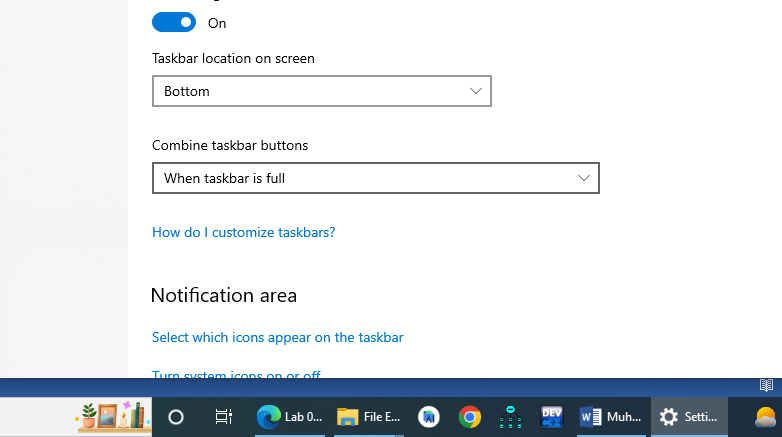 On
Taskbar location on screen
Bottom
Combine taskbar buttons
When taskbar is full
How do I customize taskbars?
Notification area
Select which icons appear on the taskbar
Turn system icons on or off
Lab 0... File E... DEV W Muh... Setti...